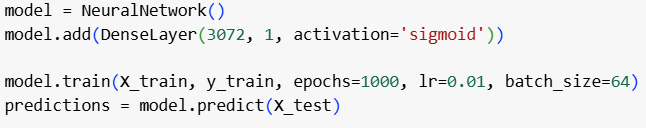 model = NeuralNetwork()
model.add(DenseLayer(3072, 1, activation='sigmoid'))
model.train(X_train, y_train, epochs=1000, lr=0.01, batch_size=64)
predictions = model.predict(X_test)